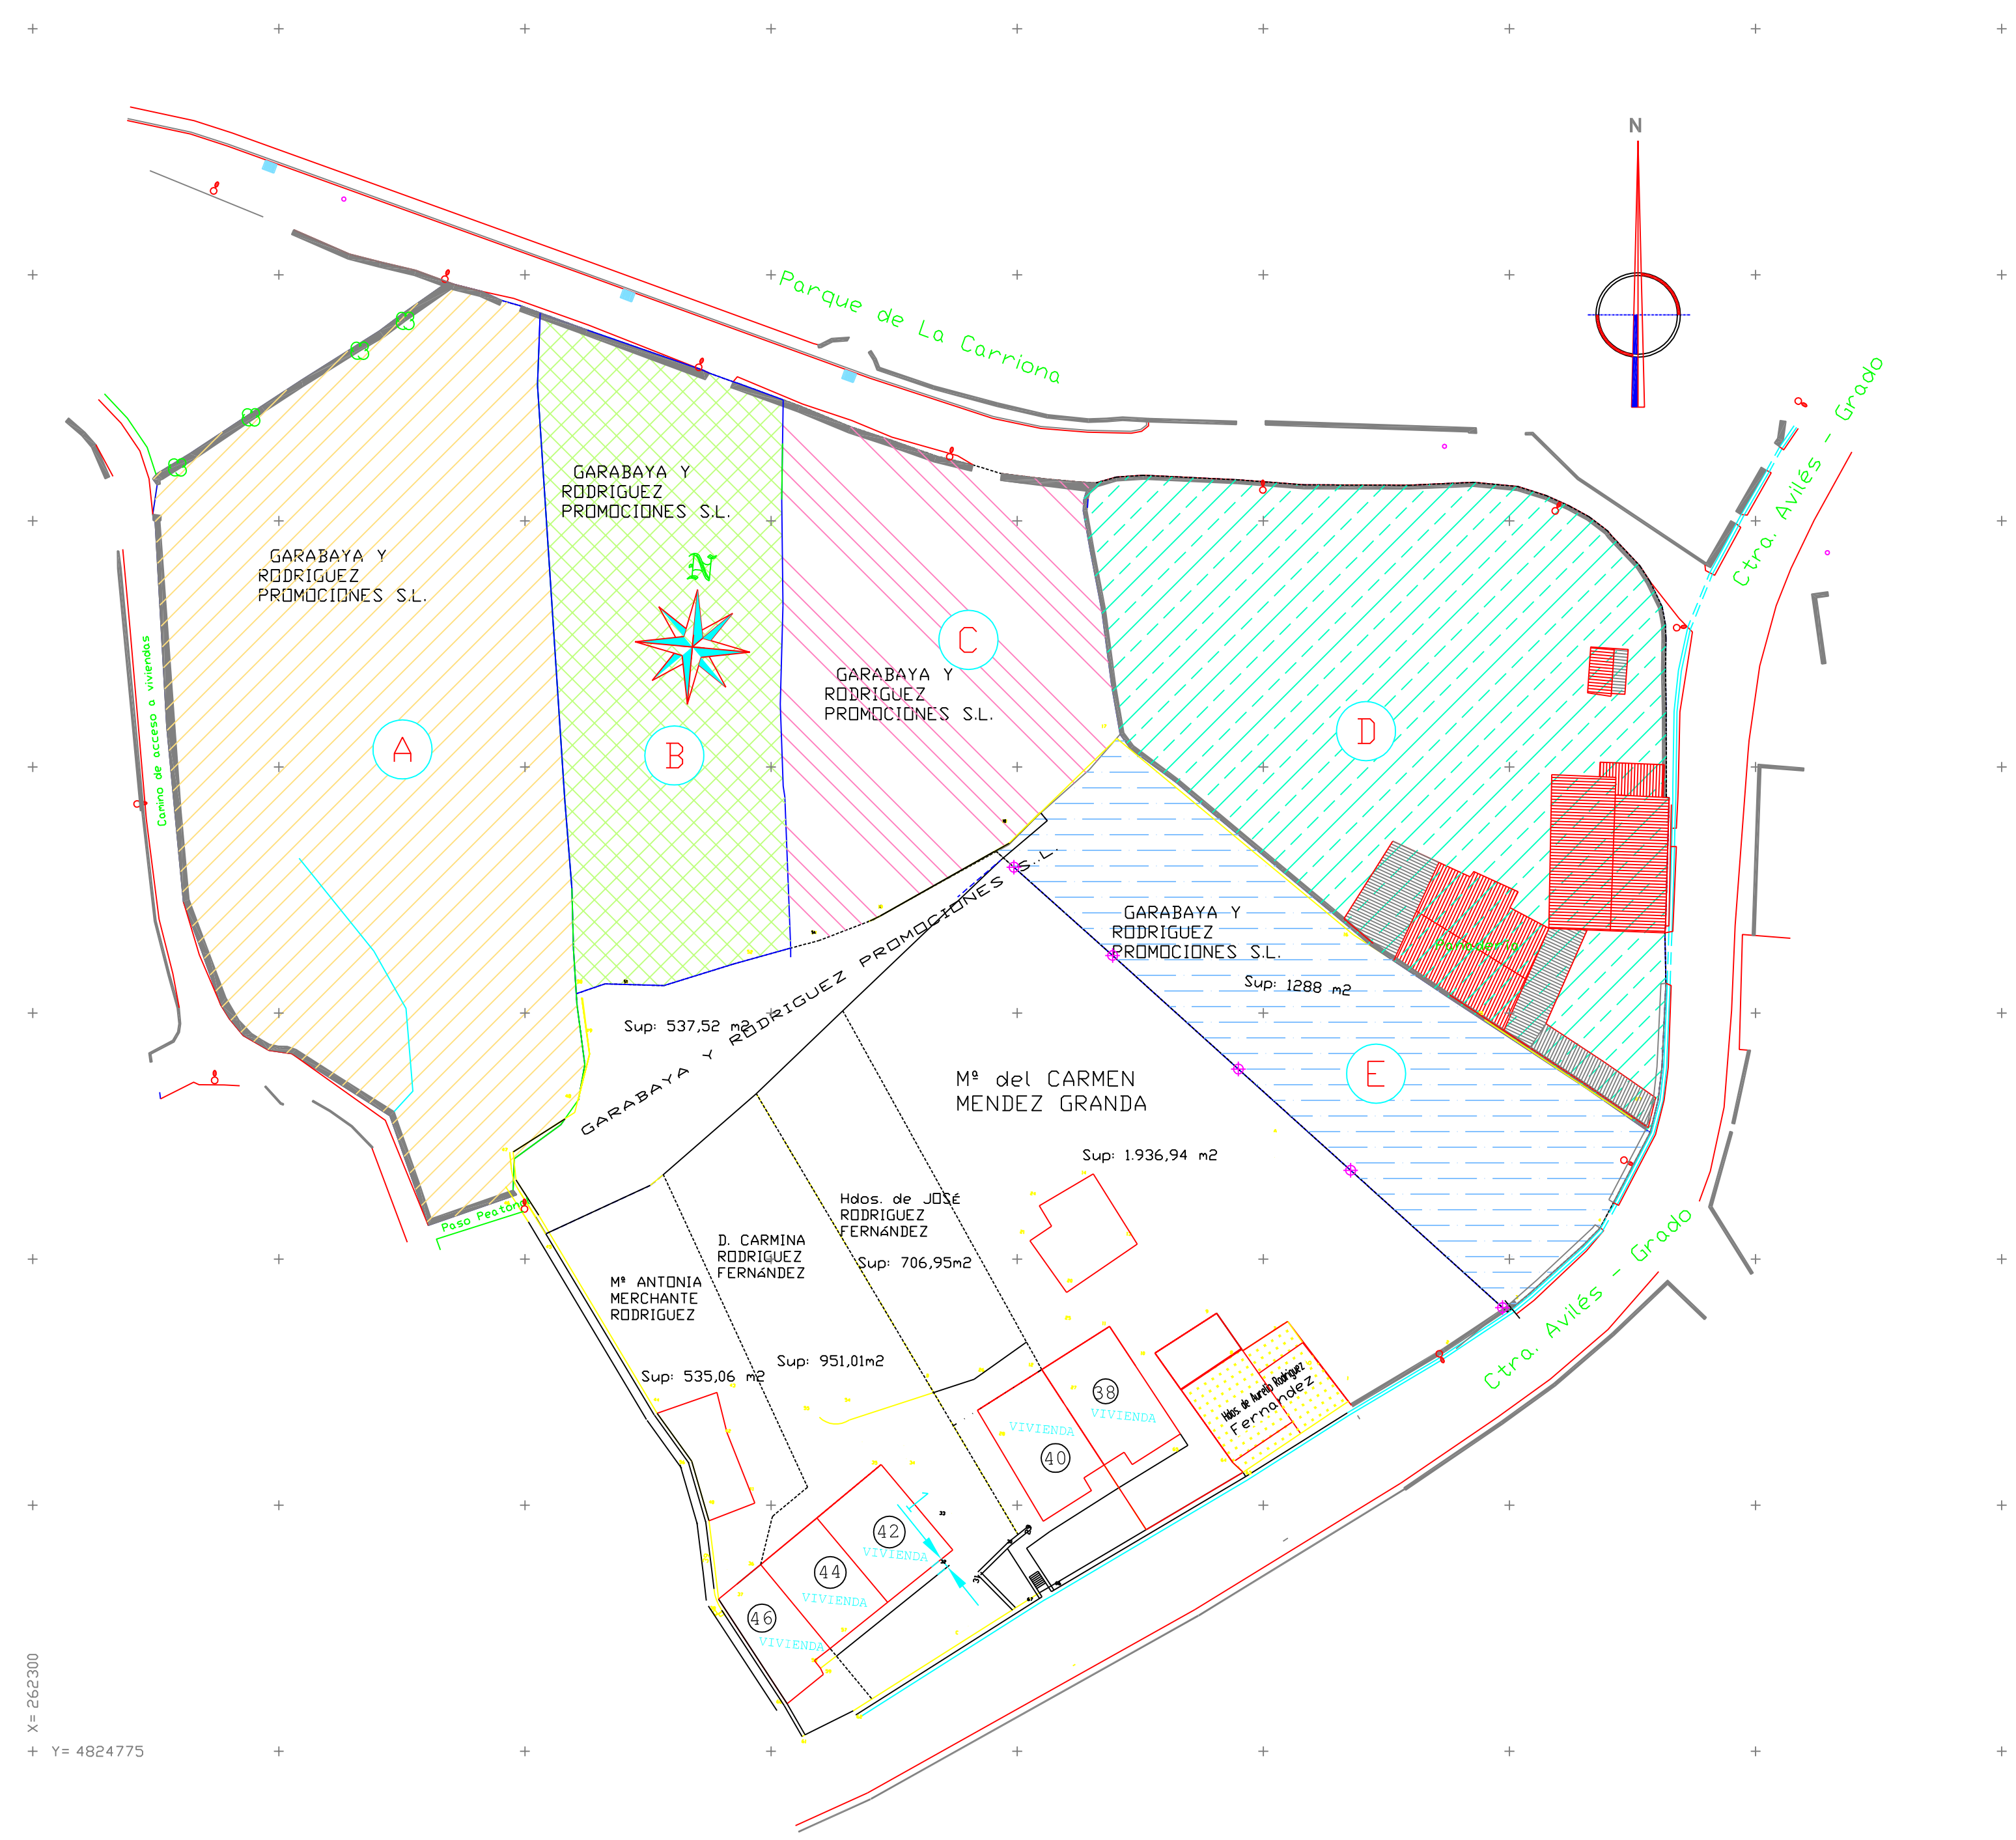 N
Parque de La Carriona
Ctra. Avilés - Grado
GARABAYA Y
RODRIGUEZ
PROMOCIONES S.L.
GARABAYA Y
RODRIGUEZ
PROMOCIONES S.L.
N
C
GARABAYA Y
RODRIGUEZ
PROMOCIONES S.L.
Camino de acceso a viviendas
A
B
D
GARABAYA Y RODRIGUEZ PROMOCIONES S.L.
GARABAYA Y
RODRIGUEZ
PROMOCIONES S.L.
Sup: 1288 m2
Panadería
Sup: 537,52 m2
E
Mª del CARMEN
MENDEZ GRANDA
Sup: 1.936,94 m2
Paso Peatonal
Hdos. de JOSÉ
RODRIGUEZ
FERNÁNDEZ
Sup: 706,95m2
D. CARMINA
RODRIGUEZ
FERNÁNDEZ
Sup: 951,01m2
Mª ANTONIA
MERCHANTE
RODRIGUEZ
Sup: 535,06 m2
Ctra. Avilés - Grado
38
VIVIENDA
VIVIENDA
40
Hdos. de Aurelio Rodriguez
Fernandez
42
VIVIENDA
44
VIVIENDA
46
VIVIENDA
X= 262300
Y= 4824775